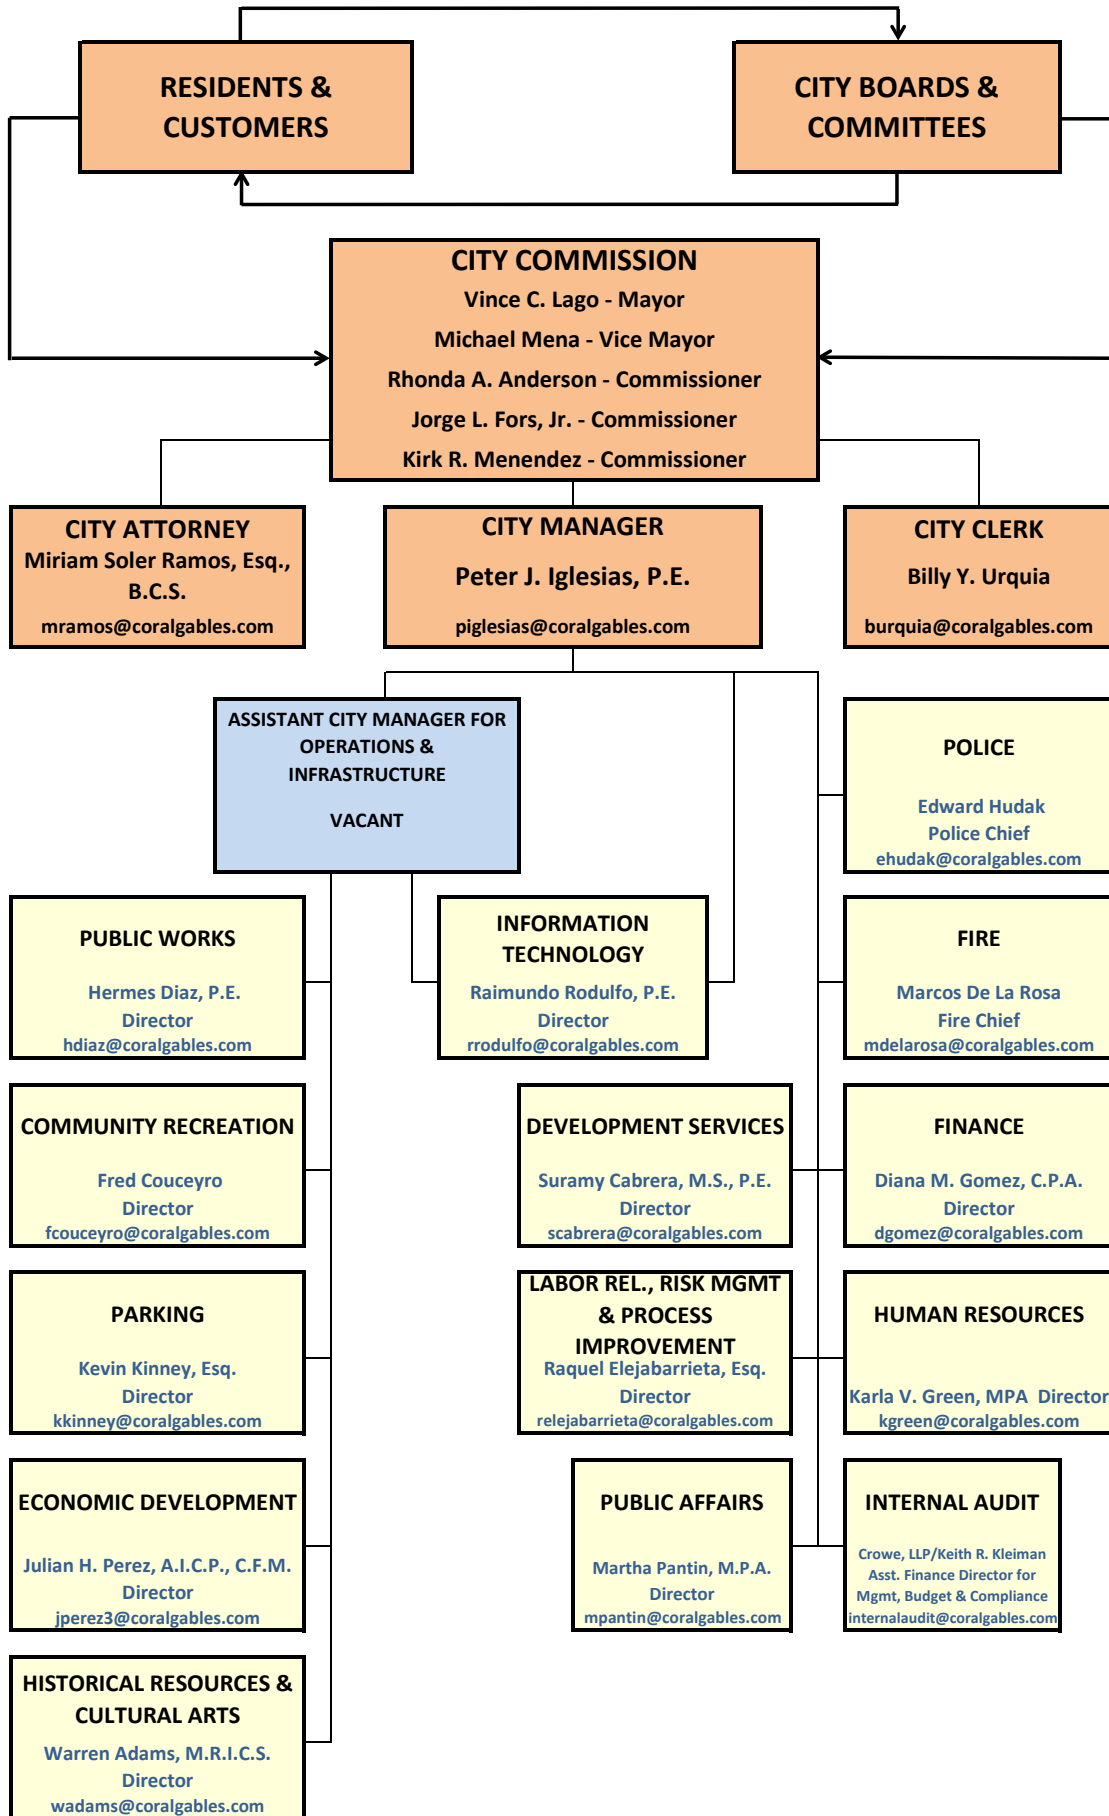 RESIDENTS &
CUSTOMERS
CITY BOARDS &
COMMITTEES
CITY COMMISSION
Vince C. Lago - Mayor
Michael Mena - Vice Mayor
Rhonda A. Anderson - Commissioner
Jorge L. Fors, Jr. - Commissioner
Kirk R. Menendez - Commissioner
CITY ATTORNEY
Miriam Soler Ramos, Esq.,
B.C.S.
mramos@coralgables.com
CITY MANAGER
Peter J. Iglesias, P.E.
piglesias@coralgables.com
CITY CLERK
Billy Y. Urquia
burquia@coralgables.com
ASSISTANT CITY MANAGER FOR
OPERATIONS &
INFRASTRUCTURE
VACANT
POLICE
Edward Hudak
Police Chief
ehudak@coralgables.com
PUBLIC WORKS
Hermes Diaz, P.E.
Director
hdiaz@coralgables.com
INFORMATION
TECHNOLOGY
Raimundo Rodulfo, P.E.
Director
rrodulfo@coralgables.com
FIRE
Marcos De La Rosa
Fire Chief
mdelarosa@coralgables.com
COMMUNITY RECREATION
Fred Couceyro
Director
fcouceyro@coralgables.com
DEVELOPMENT SERVICES
Suramy Cabrera, M.S., P.E.
Director
scabrera@coralgables.com
FINANCE
Diana M. Gomez, C.P.A.
Director
dgomez@coralgables.com
PARKING
Kevin Kinney, Esq.
Director
kkinney@coralgables.com
LABOR REL., RISK MGMT
& PROCESS
IMPROVEMENT
Raquel Elejabarrieta, Esq.
Director
relejabarrieta@coralgables.com
HUMAN RESOURCES
Karla V. Green, MPA  Director
kgreen@coralgables.com
ECONOMIC DEVELOPMENT
Julian H. Perez, A.I.C.P., C.F.M.
Director
jperez3@coralgables.com
PUBLIC AFFAIRS
Martha Pantin, M.P.A.
Director
mpantin@coralgables.com
INTERNAL AUDIT
Crowe, LLP/Keith R. Kleiman
Asst. Finance Director for
Mgmt, Budget & Compliance
internalaudit@coralgables.com
HISTORICAL RESOURCES &
CULTURAL ARTS
Warren Adams, M.R.I.C.S.
Director
wadams@coralgables.com